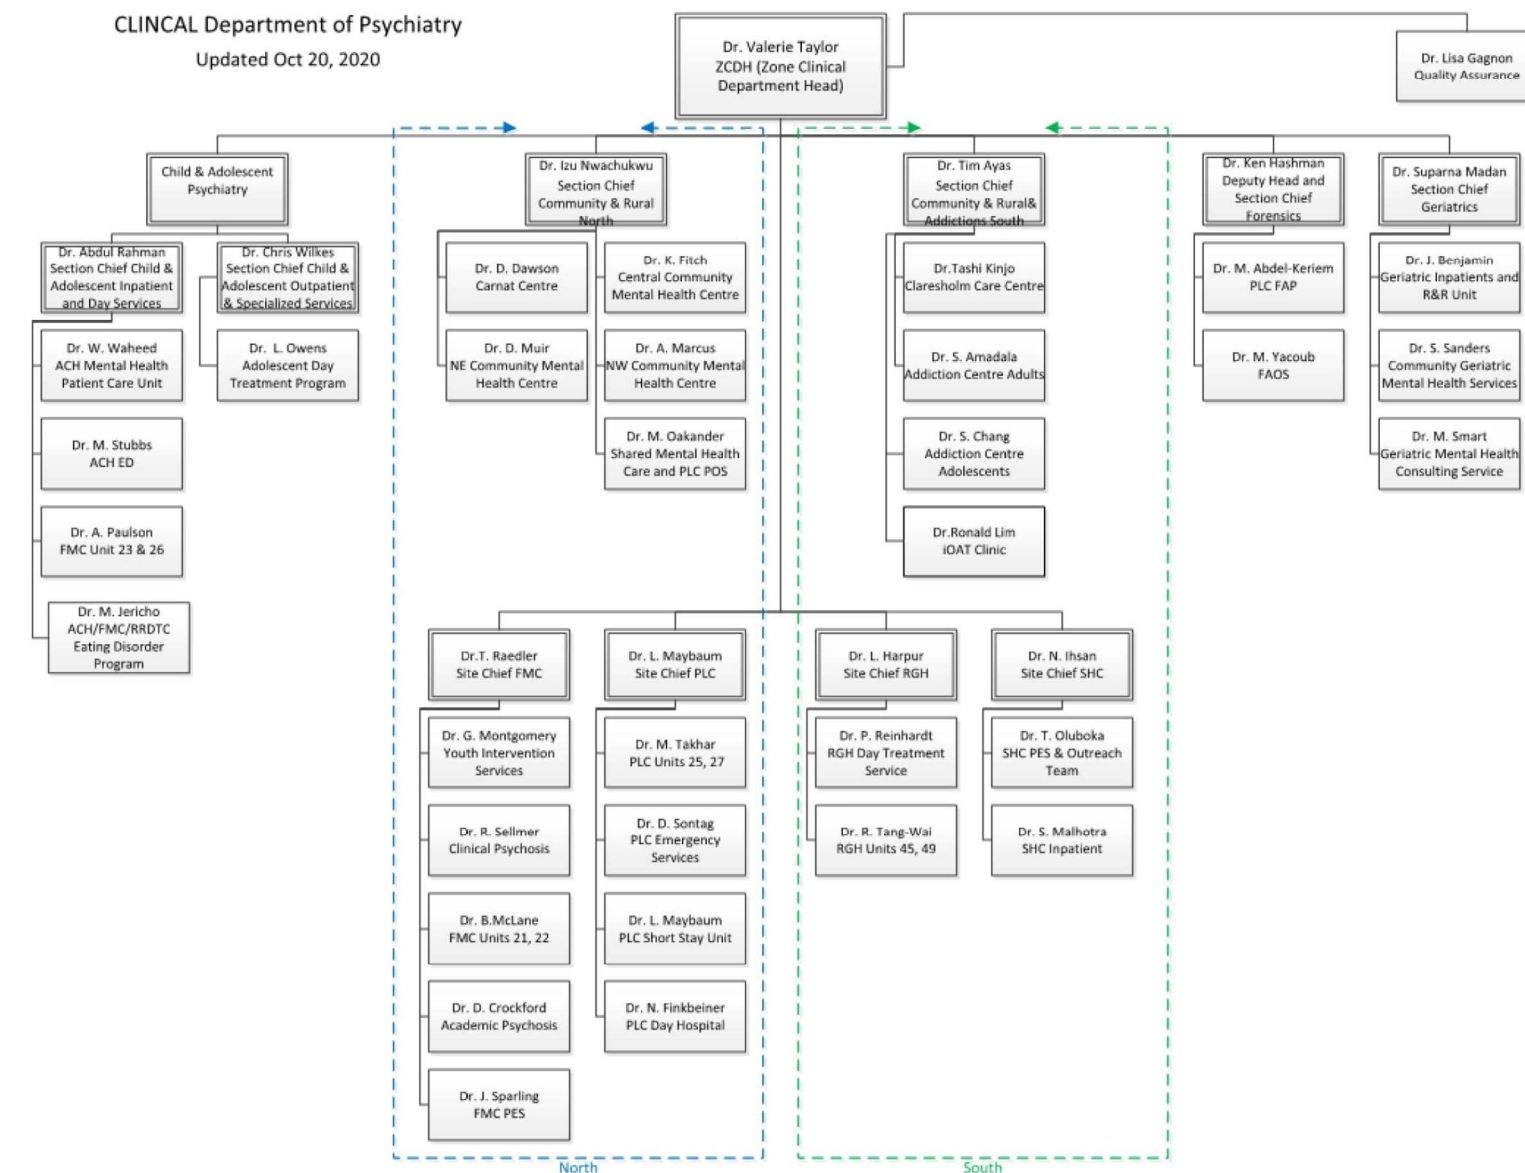 CLINCAL Department of Psychiatry
Updated Oct 20, 2020
Dr. Valerie Taylor
ZCDH (Zone Clinical
Department Head)
Dr. Lisa Gagnon
Quality Assurance
Child & Adolescent
Psychiatry
Dr. Abdul Rahman
Section Chief Child &
Adolescent Inpatient
and Day Services
Dr. W. Waheed
ACH Mental Health
Patient Care Unit
Dr. M. Stubbs
ACH ED
Dr. A. Paulson
FMC Unit 23 & 26
Dr. M. Jericho
ACH/FMC/RRDTC
Eating Disorder
Program
Dr. Chris Wilkes
Section Chief Child &
Adolescent Outpatient
& Specialized Services
Dr.  L. Owens
Adolescent Day
Treatment Program
Dr. Izu Nwachukwu
Section Chief
Community & Rural
North
Dr. D. Dawson
Carnat Centre
Dr. D. Muir
NE Community Mental
Health Centre
Dr. K. Fitch
Central Community
Mental Health Centre
Dr. A. Marcus
NW Community Mental
Health Centre
Dr. M. Oakander
Shared Mental Health
Care and PLC POS
Dr. Tim Ayas
Section Chief
Community & Rural&
Addictions South
Dr.Tashi Kinjo
Claresholm Care Centre
Dr. S. Amadala
Addiction Centre Adults
Dr. S. Chang
Addiction Centre
Adolescents
Dr.Ronald Lim
iOAT Clinic
Dr. Ken Hashman
Deputy Head and
Section Chief
Forensics
Dr. M. Abdel-Keriem
PLC FAP
Dr. M. Yacoub
FAOS
Dr. Suparna Madan
Section Chief
Geriatrics
Dr. J. Benjamin
Geriatric Inpatients and
R&R Unit
Dr. S. Sanders
Community Geriatric
Mental Health Services
Dr. M. Smart
Geriatric Mental Health
Consulting Service
Dr.T. Raedler
Site Chief FMC
Dr. G. Montgomery
Youth Intervention
Services
Dr. R. Sellmer
Clinical Psychosis
Dr. B.McLane
FMC Units 21, 22
Dr. D. Crockford
Academic Psychosis
Dr. J. Sparling
FMC PES
Dr. L. Maybaum
Site Chief PLC
Dr. M. Takhar
PLC Units 25, 27
Dr. D. Sontag
PLC Emergency
Services
Dr. L. Maybaum
PLC Short Stay Unit
Dr. N. Finkbeiner
PLC Day Hospital
Dr. L. Harpur
Site Chief RGH
Dr. P. Reinhardt
RGH Day Treatment
Service
Dr. R. Tang-Wai
RGH Units 45, 49
Dr. N. Ihsan
Site Chief SHC
Dr. T. Oluboka
SHC PES & Outreach
Team
Dr. S. Malhotra
SHC Inpatient
North
South